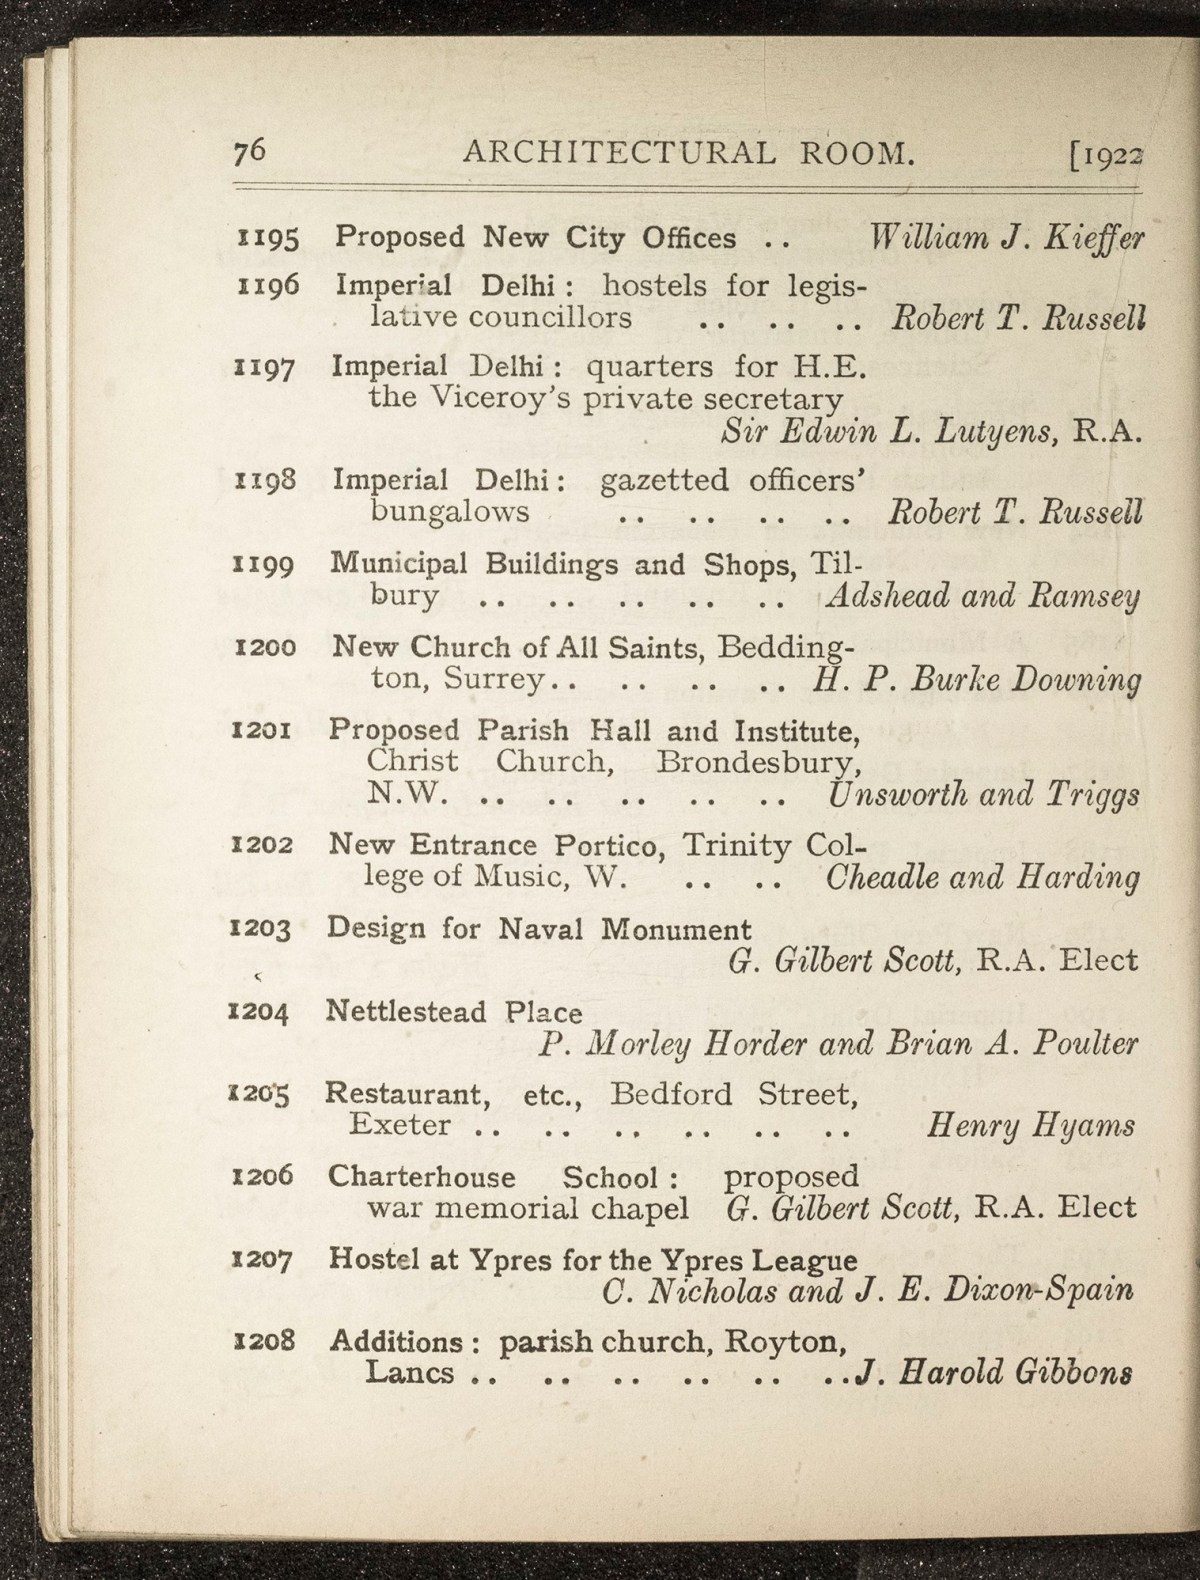 76 ARCHITECTURAL ROOM. [1922
1195 Proposed New City Offices .. William J. Kieffer
1196 Imperial Delhi : hostels for legis-
lative councillors .. .. .. Robert T. Russell
1197 Imperial Delhi : quarters for H.E.
the Viceroy's private secretary
Sir Edwin L. Lutyens, R.A.
1198 Imperial Delhi : gazetted officers'
bungalows .. .. .. .. Robert T. Russell
1199 Municipal Buildings and Shops, Til-
bury .. .. .. .. .. Adshead and Ramsey
1200 New Church of All Saints, Bedding-
ton, Surrey.. .. .. .. H. P. Burke Downing
1201 Proposed Parish Hall and Institute,
Christ Church, Brondesbury,
N.W. .. .. .. .. .. Unsworth and Triggs
1202 New Entrance Portico, Trinity Col-
lege of Music, W. .. .. Cheadle and Harding
1203 Design for Naval Monument
G. Gilbert Scott, R.A. Elect
1204 Nettlestead Place
P. Morley Horder and Brian A. Poulter
1205 Restaurant, etc., Bedford Street,
Exeter .. .. .. .. .. .. Henry Hyams
1206 Charterhouse School : proposed
war memorial chapel G. Gilbert Scott, R.A. Elect
1207 Hostel at Ypres for the Ypres League
C. Nicholas and J. E. Dixon-Spain
1208 Additions : parish church, Royton,
Lancs .. .. .. .. .. ..J. Harold Gibbons